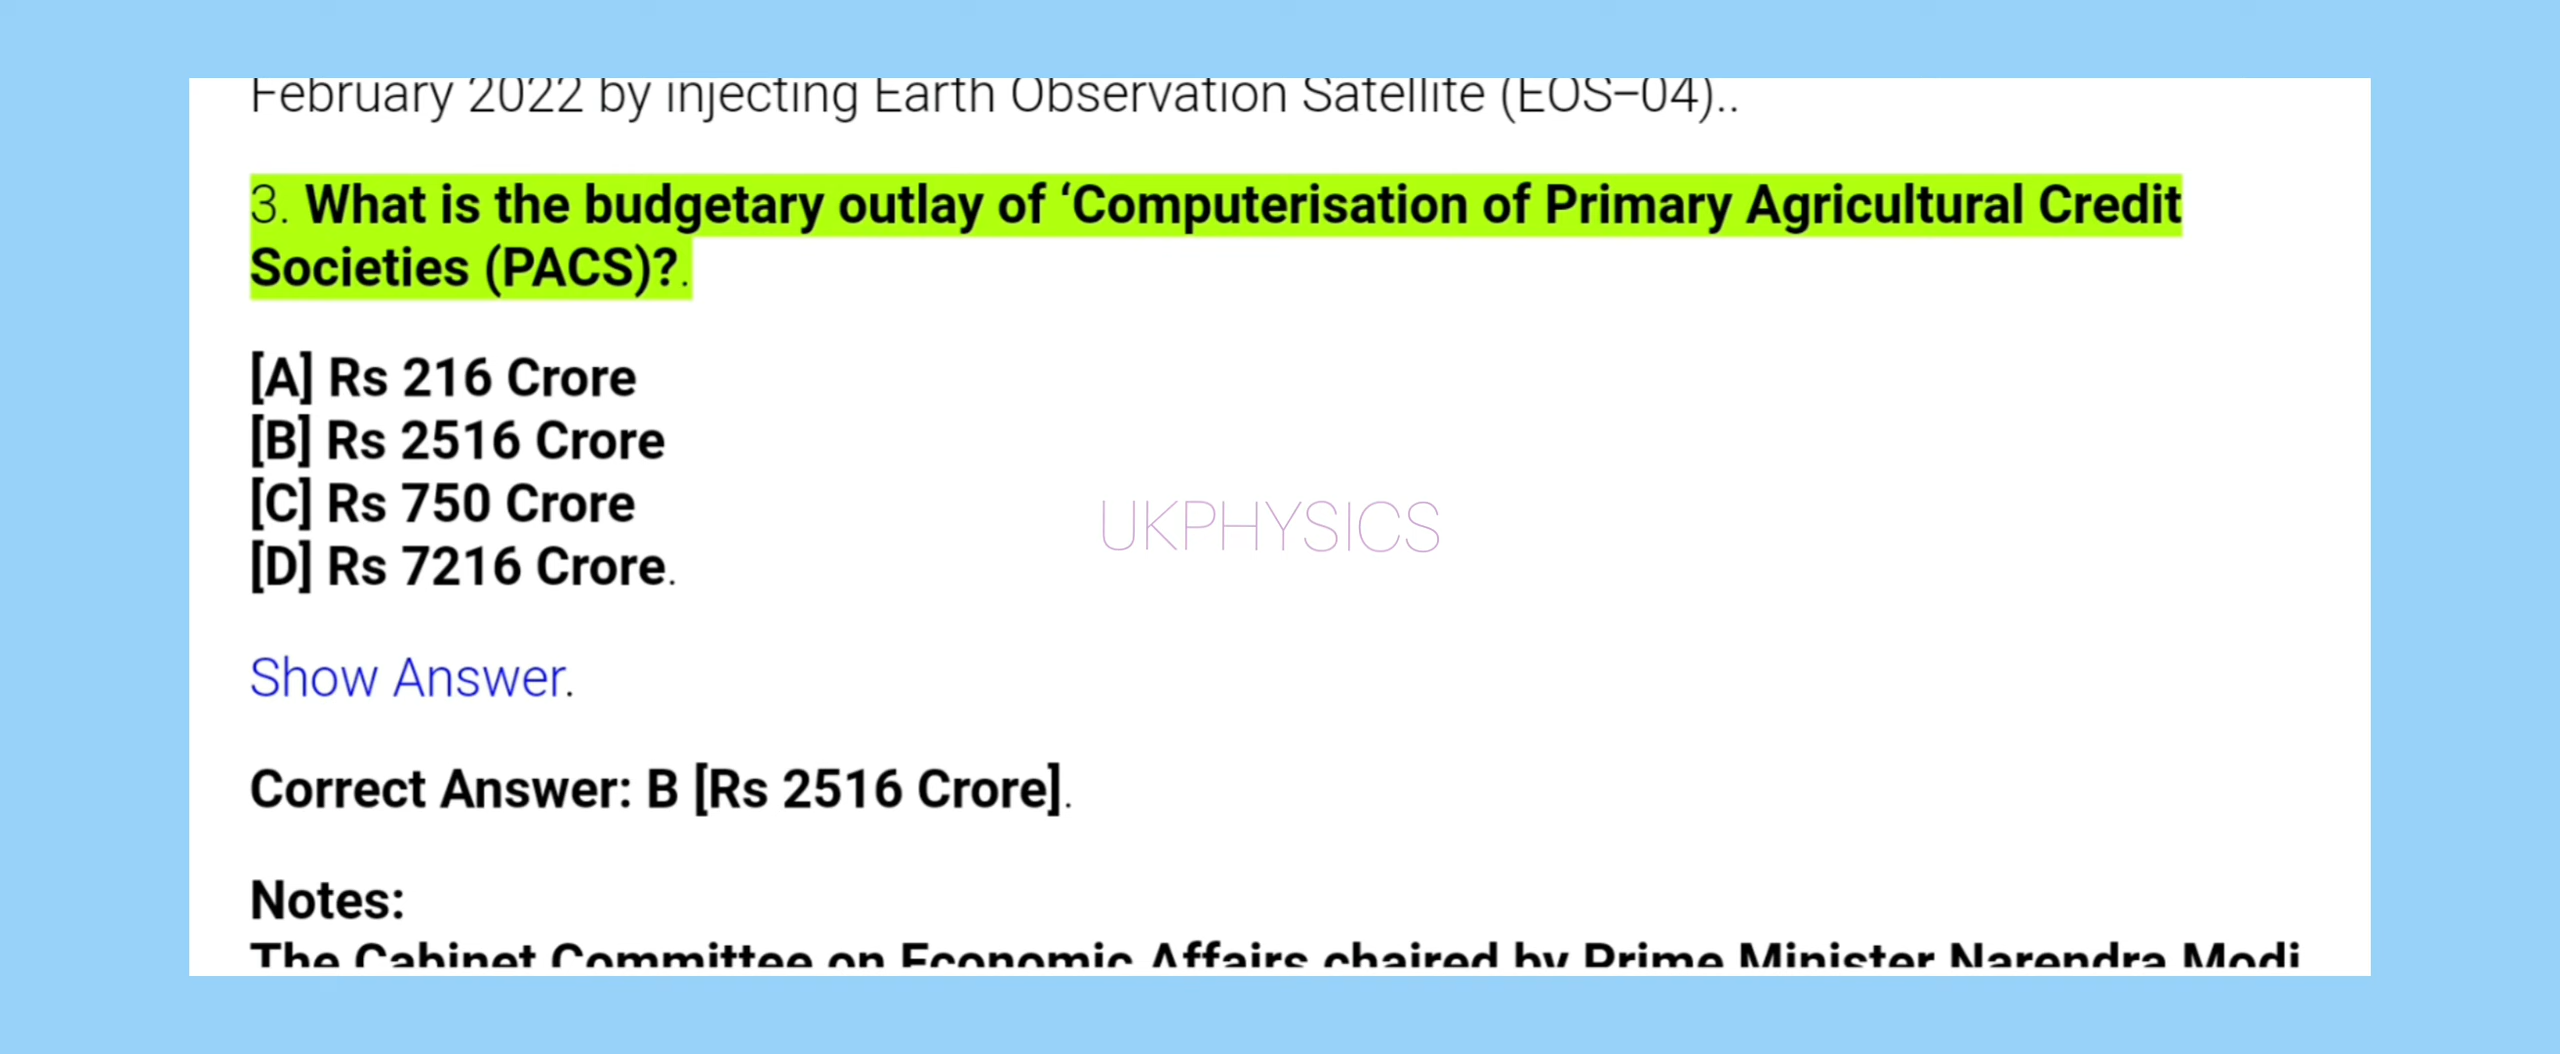 February 2022 by injecting Earth Observation Satellite (EOS–04)..
3. What is the budgetary outlay of ‘Computerisation of Primary Agricultural Credit
Societies (PACS)?.
[A] Rs 216 Crore
[B] Rs 2516 Crore
[C] Rs 750 Crore
[D] Rs 7216 Crore.
UKPHYSICS
Show Answer.
Correct Answer: B [Rs 2516 Crore].
Notes:
The Cabinet Committee on Economic Affairs chaired by Prime Minister Narendra Modi